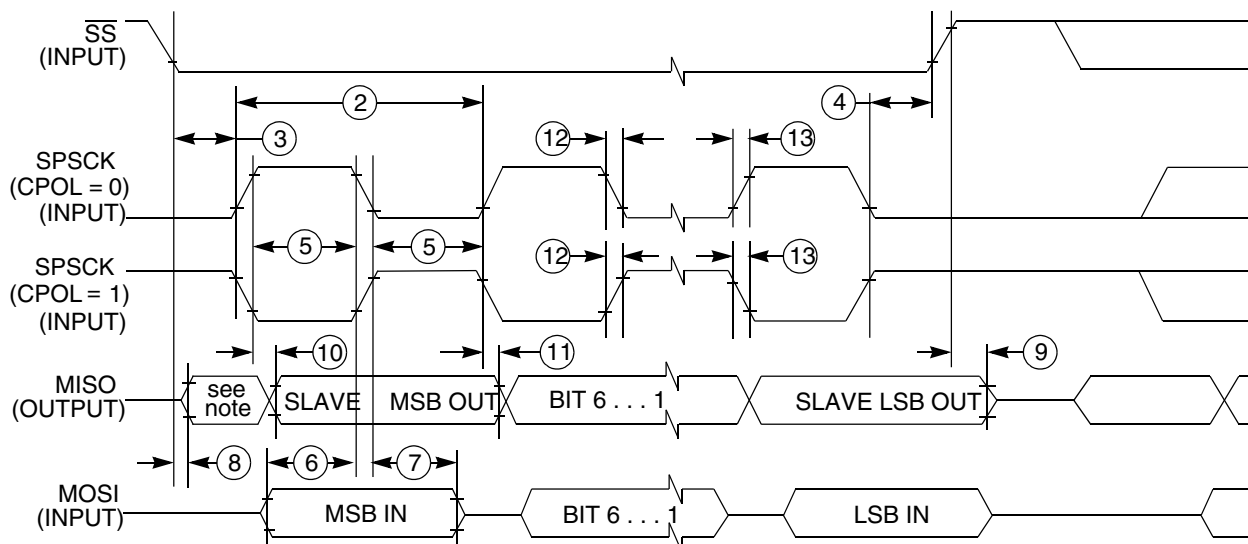 SS
(INPUT)
2
4
3
12
13
SPSCK
(CPOL = 0)
(INPUT)
5
5
SPSCK
(CPOL = 1)
(INPUT)
12
13
10
11
9
MISO
(OUTPUT)
see
note
SLAVE
MSB OUT
BIT 6 . . . 1
SLAVE LSB OUT
8
6
7
MOSI
(INPUT)
MSB IN
BIT 6 . . . 1
LSB IN